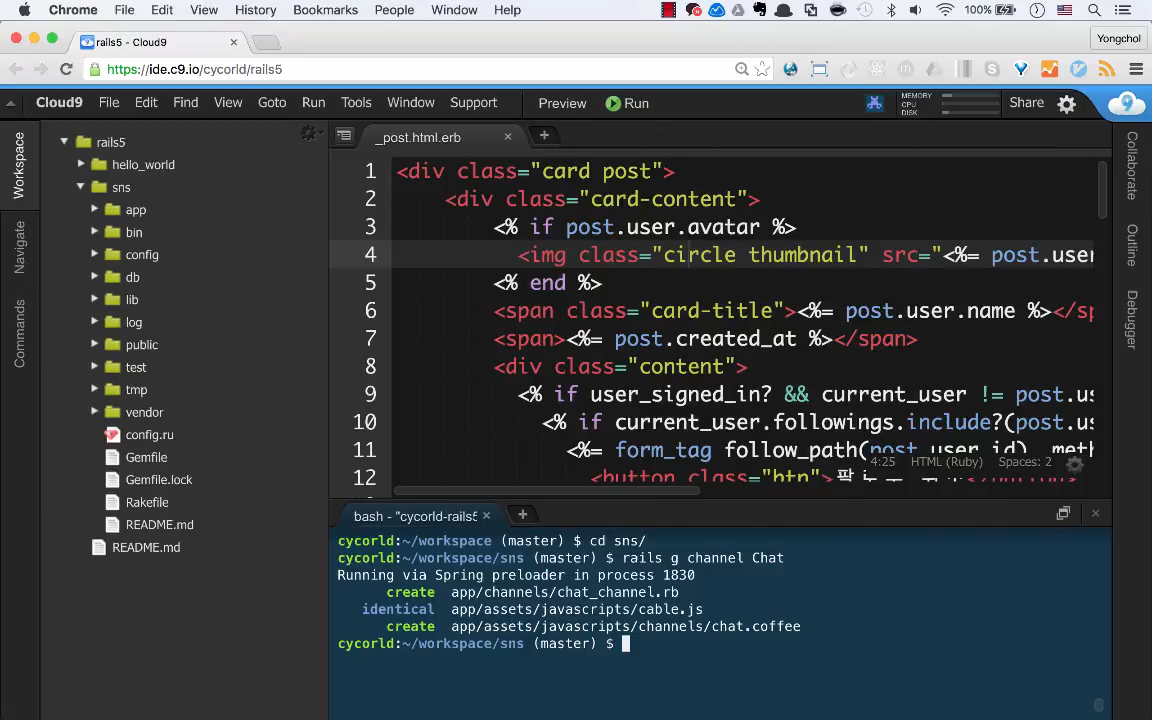 Chrome File Edit View History Bookmarks People Window Help 100%
rails5 - Cloud9 Yongchol
https://ide.c9.io/cycorld/rails5
Cloud9 File Edit Find View Goto Run Tools Window Support Preview Run MEMORY CPU DISK Share
Workspace
Navigate
Commands
rails5
hello_world
sns
app
bin
config
db
lib
log
public
test
tmp
vendor
config.ru
Gemfile
Gemfile.lock
Rakefile
README.md
README.md
_post.html.erb
1 <div class="card post">
2 <div class="card-content">
3 <% if post.user.avatar %>
4 <img class="circle thumbnail" src="<%= post.user
5 <% end %>
6 <span class="card-title"><%= post.user.name %></sp
7 <span><%= post.created_at %></span>
8 <div class="content">
9 <% if user_signed_in? && current_user != post.us
10 <% if current_user.followings.include?(post.us
11 <%= form_tag follow_path(post.user.id), meth
12 <button class="btn">
4:25 HTML (Ruby) Spaces: 2
Collaborate
Outline
Debugger
bash - "cycorld-rails5
cycorld:~/workspace (master) $ cd sns/
cycorld:~/workspace/sns (master) $ rails g channel Chat
Running via Spring preloader in process 1830
create app/channels/chat_channel.rb
identical app/assets/javascripts/cable.js
create app/assets/javascripts/channels/chat.coffee
cycorld:~/workspace/sns (master) $